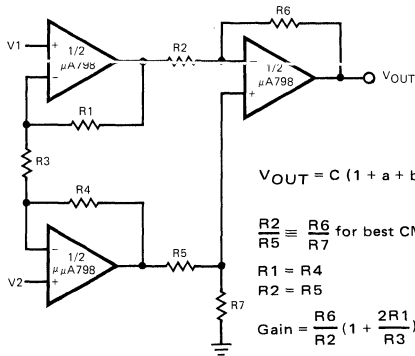 R6
V1
+
1/2
μA798
−
R2
−
1/2
μA798
+
VOUT
R1
R3
R4
VOUT = C (1 + a + b
R2/R5 ≡ R6/R7 for best CM
−
1/2
μμA798
+
V2
R5
R1 = R4
R2 = R5
R7
Gain = R6/R2 (1 + 2R1/R3)